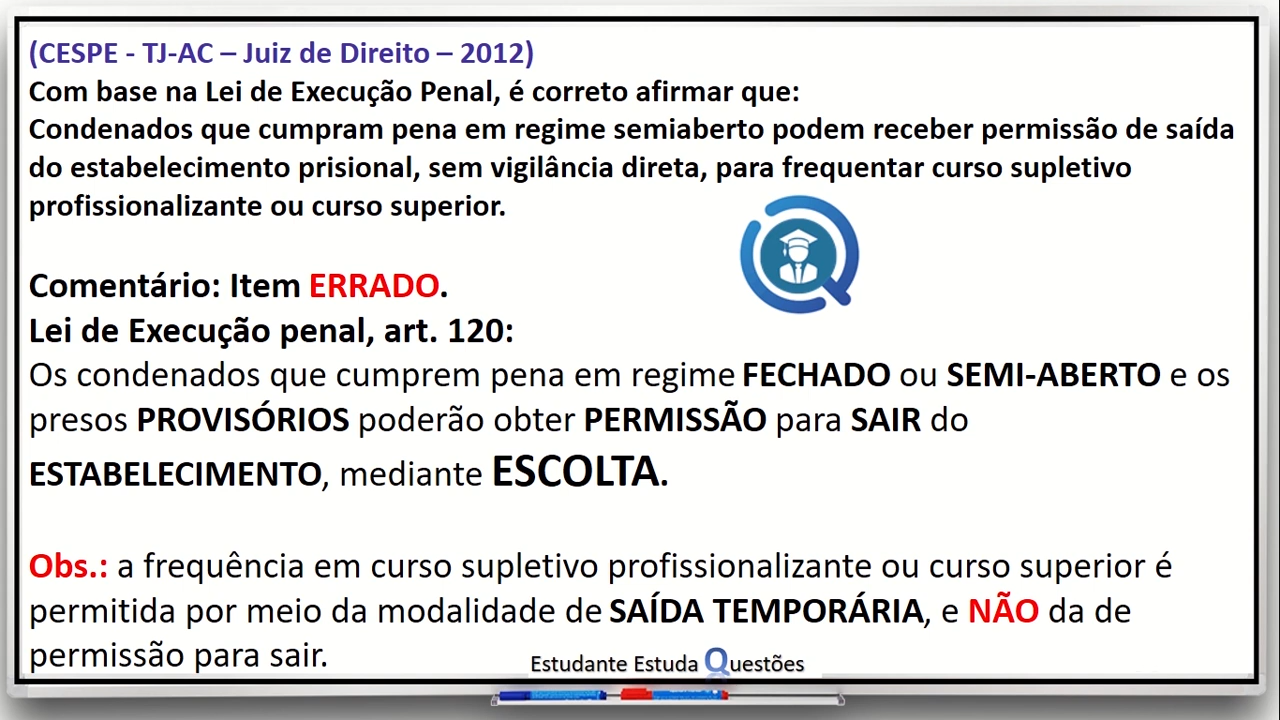 (CESPE - TJ-AC – Juiz de Direito – 2012)
Com base na Lei de Execução Penal, é correto afirmar que:
Condenados que cumpram pena em regime semiaberto podem receber permissão de saída
do estabelecimento prisional, sem vigilância direta, para frequentar curso supletivo
profissionalizante ou curso superior.
Comentário: Item ERRADO.
Lei de Execução penal, art. 120:
Os condenados que cumprem pena em regime FECHADO ou SEMI-ABERTO e os
presos PROVISÓRIOS poderão obter PERMISSÃO para SAIR do
ESTABELECIMENTO, mediante ESCOLTA.
Obs.: a frequência em curso supletivo profissionalizante ou curso superior é
permitida por meio da modalidade de SAÍDA TEMPORÁRIA, e NÃO da de
permissão para sair.
Estudante Estuda Questões